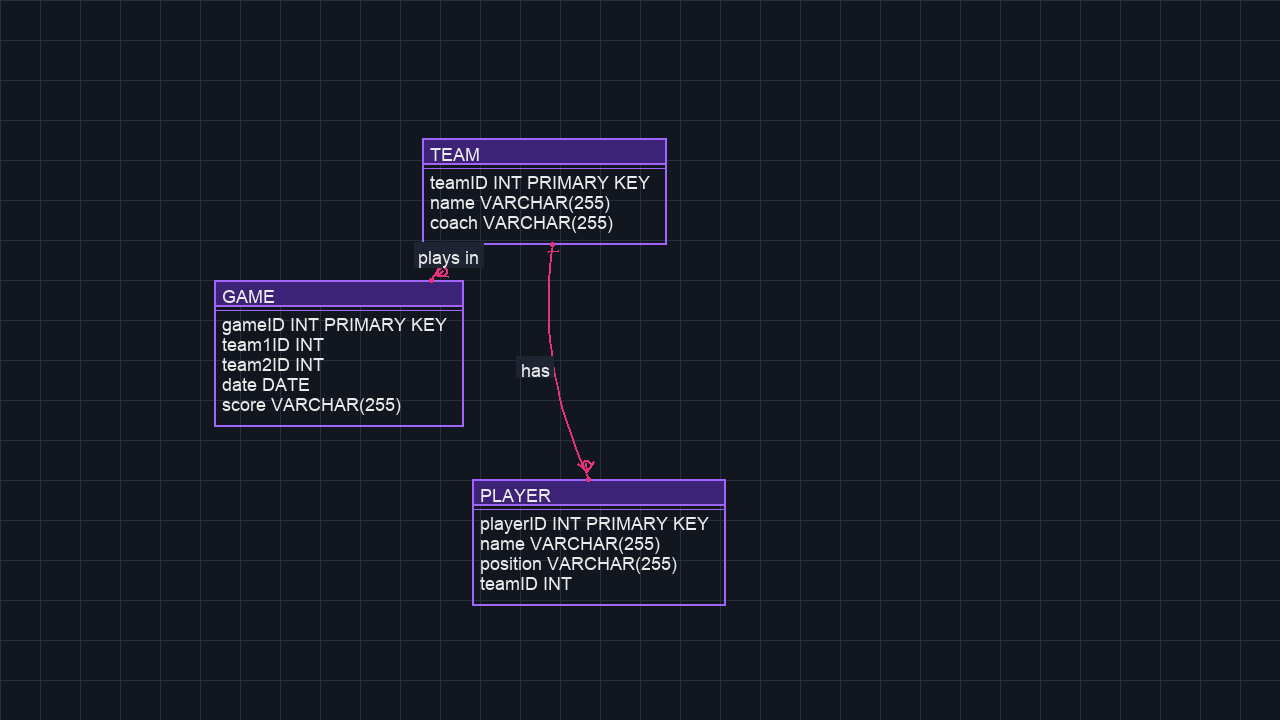 TEAM
teamID INT PRIMARY KEY
name VARCHAR(255)
coach VARCHAR(255)
plays in
GAME
gameID INT PRIMARY KEY
team1ID INT
team2ID INT
date DATE
score VARCHAR(255)
has
PLAYER
playerID INT PRIMARY KEY
name VARCHAR(255)
position VARCHAR(255)
teamID INT